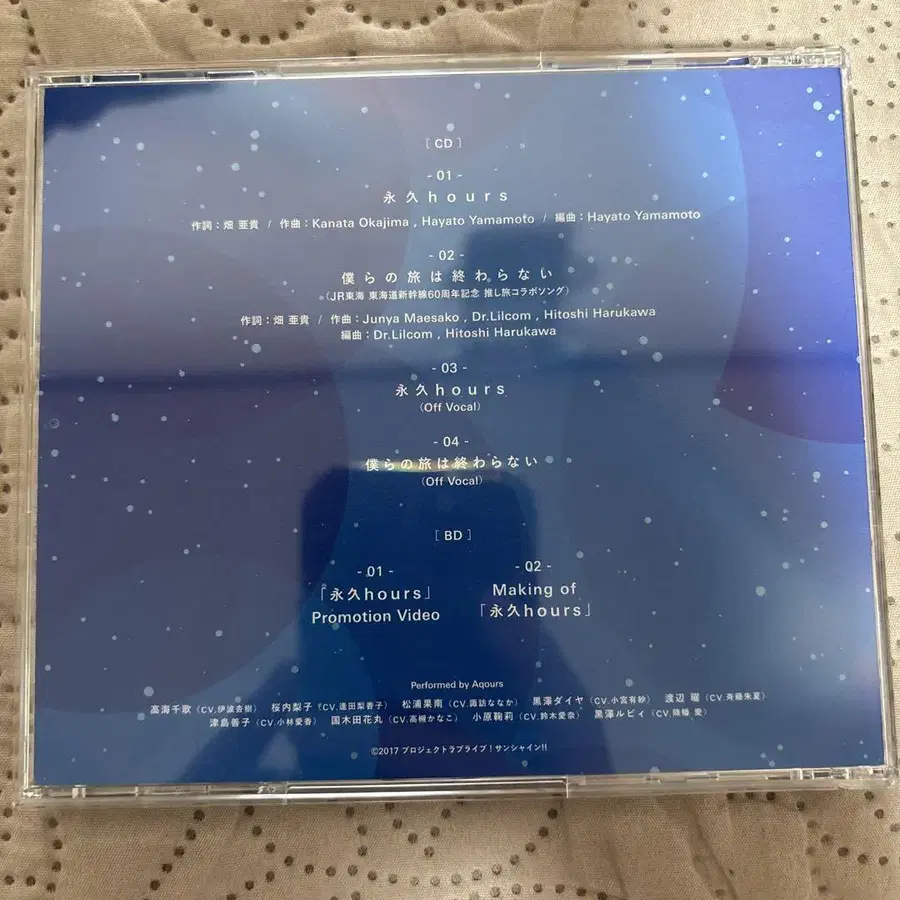 [ CD ]
- 01 -
永久hours
作詞：畑 亜貴 / 作曲：Kanata Okajima , Hayato Yamamoto / 編曲：Hayato Yamamoto
- 02 -
僕らの旅は終わらない
（JR東海 東海道新幹線60周年記念 推し旅コラボソング）
作詞：畑 亜貴 / 作曲：Junya Maesako , Dr.Lilcom , Hitoshi Harukawa
編曲：Dr.Lilcom , Hitoshi Harukawa
- 03 -
永久hours
（Off Vocal）
- 04 -
僕らの旅は終わらない
（Off Vocal）
[ BD ]
- 01 -
「永久hours」
Promotion Video
- 02 -
Making of
「永久hours」
Performed by Aqours
高海千歌（CV.伊波杏樹） 桜内梨子（CV.逢田梨香子） 松浦果南（CV.諏訪ななか） 黒澤ダイヤ（CV.小宮有紗） 渡辺 曜（CV.斉藤朱夏）
津島善子（CV.小林愛香） 国木田花丸（CV.高槻かなこ） 小原鞠莉（CV.鈴木愛奈） 黒澤ルビィ（CV.降幡 愛）
©2017 プロジェクトラブライブ！サンシャイン!!